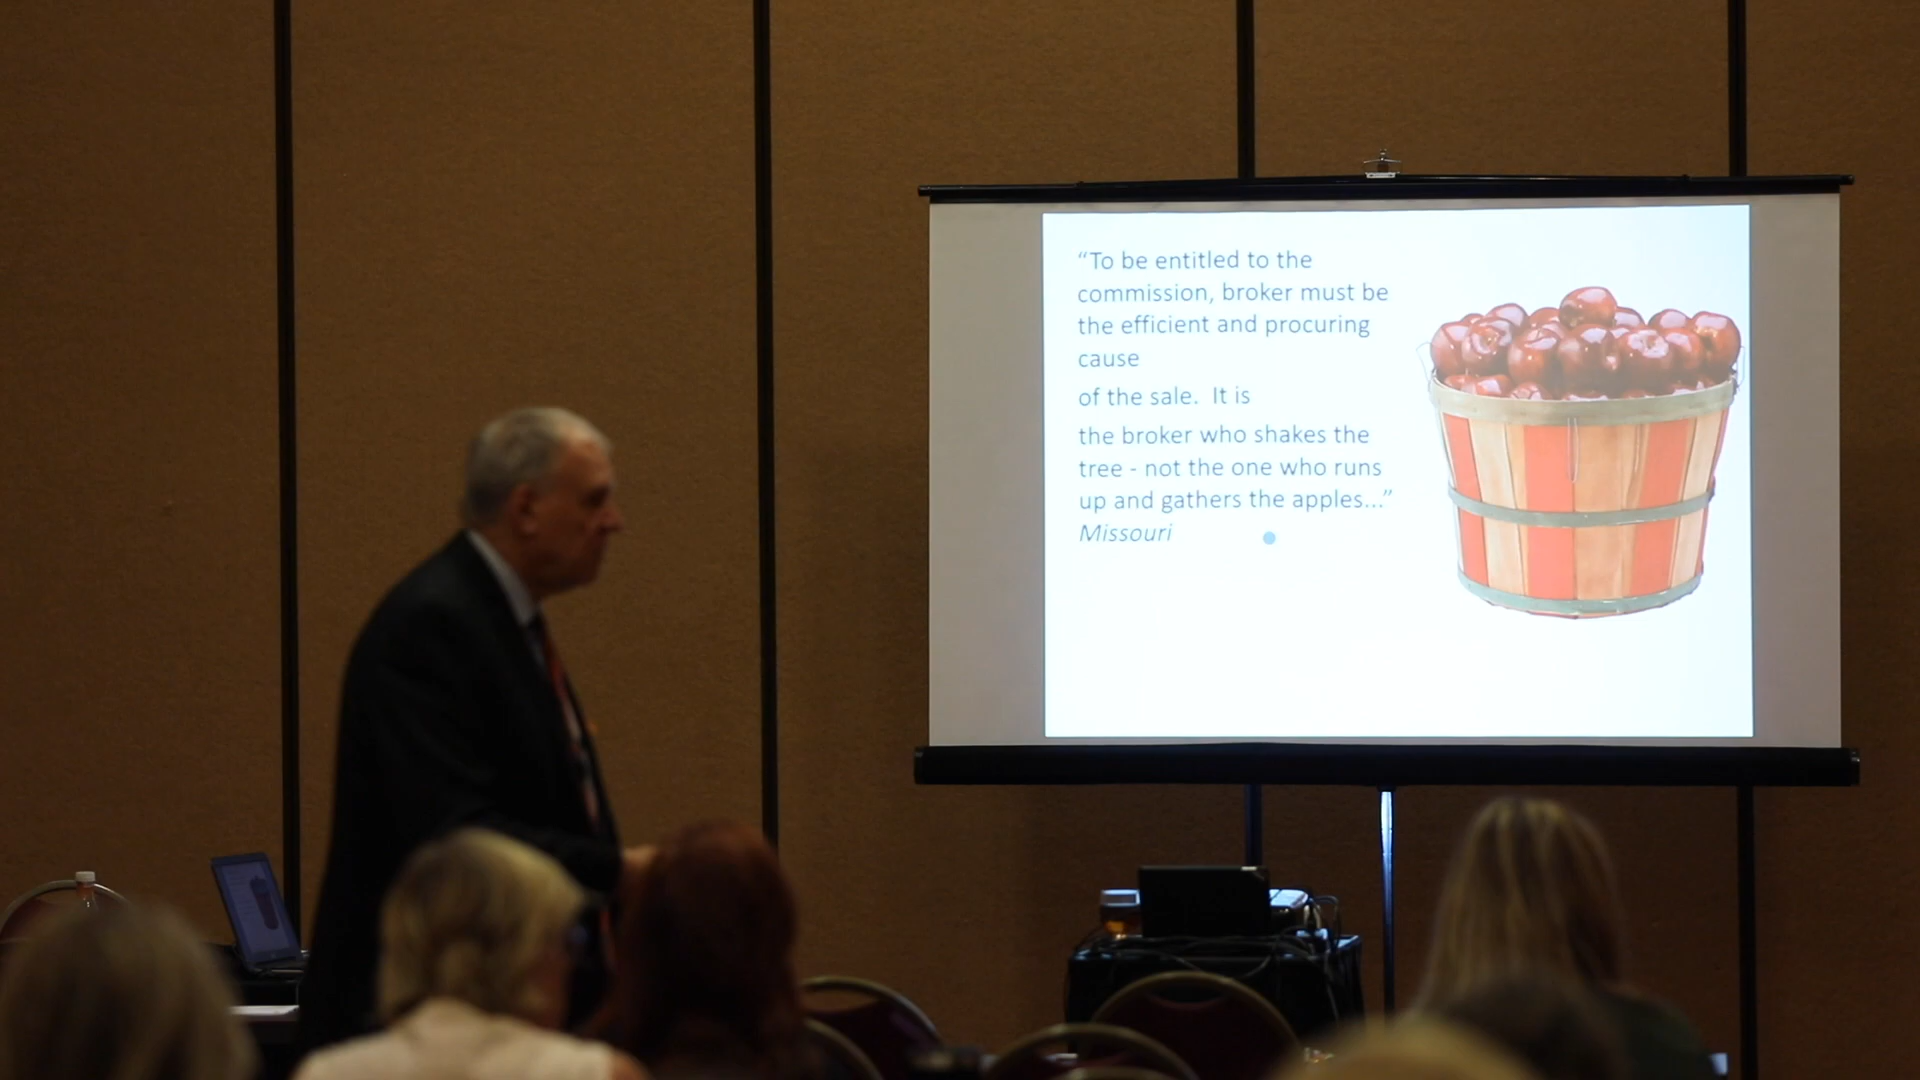 “To be entitled to the
commission, broker must be
the efficient and procuring
cause
of the sale.  It is
the broker who shakes the
tree - not the one who runs
up and gathers the apples...”
Missouri